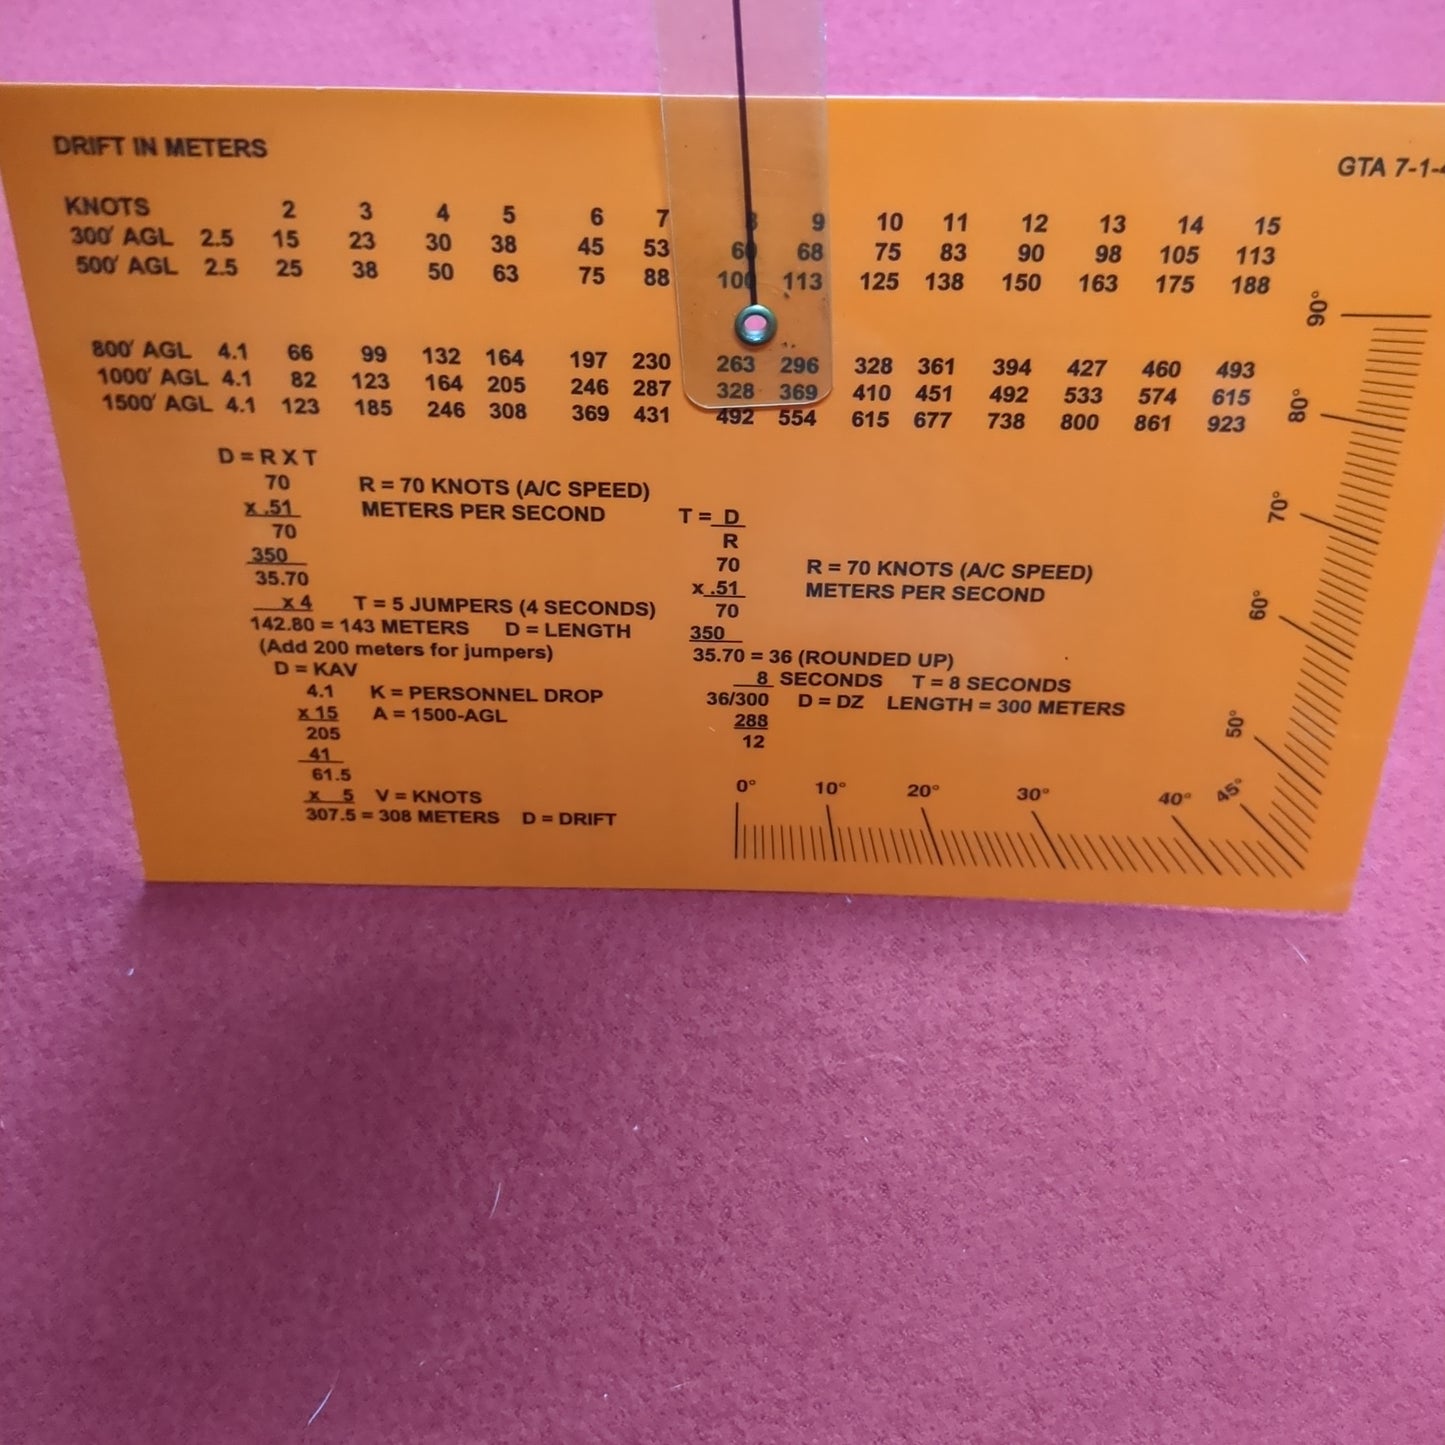 DRIFT IN METERS
GTA 7-1-
KNOTS 2 3 4 5 6 7 8 9 10 11 12 13 14 15
300' AGL 2.5 15 23 30 38 45 53 60 68 75 83 90 98 105 113
500' AGL 2.5 25 38 50 63 75 88 100 113 125 138 150 163 175 188
800' AGL 4.1 66 99 132 164 197 230 263 296 328 361 394 427 460 493
1000' AGL 4.1 82 123 164 205 246 287 328 369 410 451 492 533 574 615
1500' AGL 4.1 123 185 246 308 369 431 492 554 615 677 738 800 861 923
D = R X T
70 R = 70 KNOTS (A/C SPEED)
x .51 METERS PER SECOND
70
350
35.70
x 4 T = 5 JUMPERS (4 SECONDS)
142.80 = 143 METERS D = LENGTH
(Add 200 meters for jumpers)
D = KAV
4.1 K = PERSONNEL DROP
x 15 A = 1500-AGL
205
41
61.5
x 5 V = KNOTS
307.5 = 308 METERS D = DRIFT
T = D
R
70 R = 70 KNOTS (A/C SPEED)
x .51 METERS PER SECOND
70
350
35.70 = 36 (ROUNDED UP)
8 SECONDS T = 8 SECONDS
36/300 D = DZ LENGTH = 300 METERS
288
12
0° 10° 20° 30° 40° 45°
50°
60°
70°
80°
90°